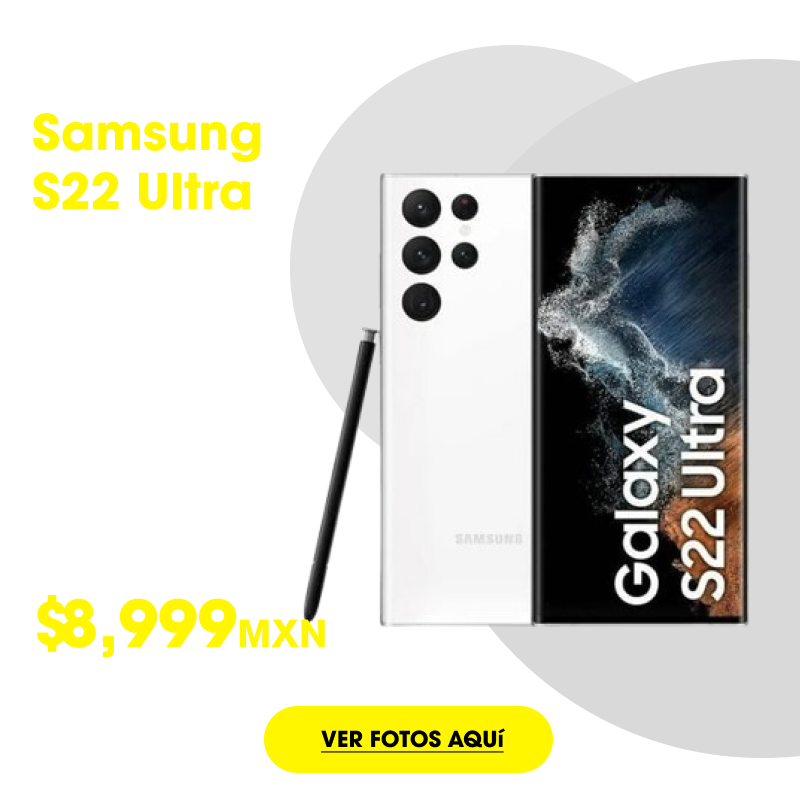 Samsung
S22 Ultra
SAMSUNG
Galaxy
S22 Ultra
$8,999MXN
VER FOTOS AQUí